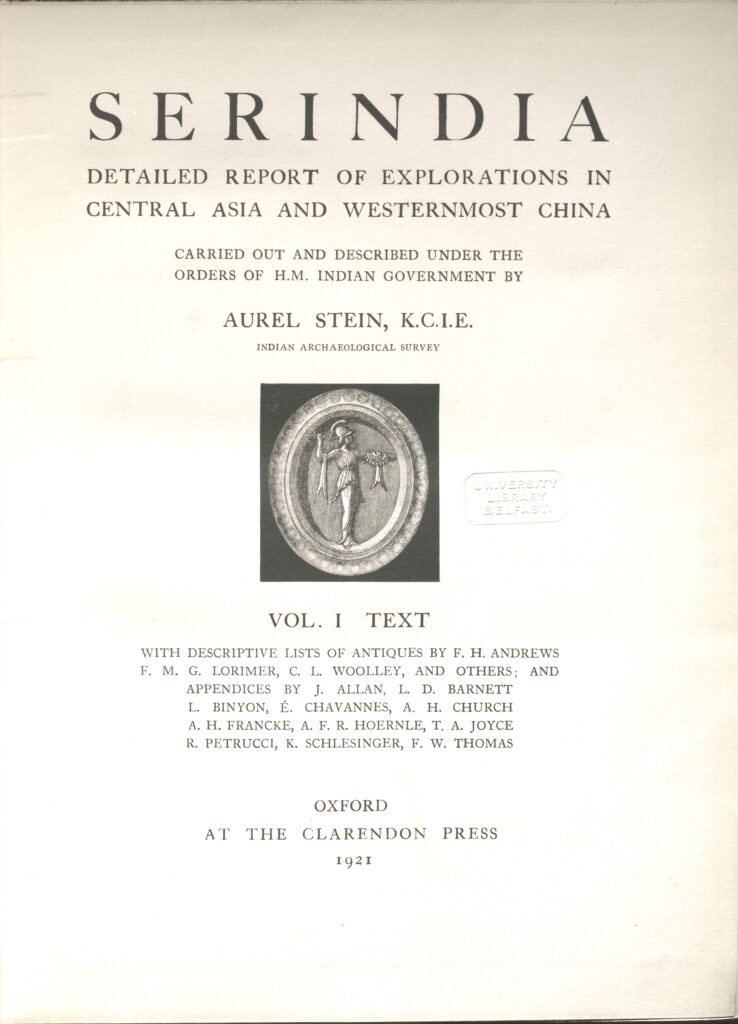 SERINDIA
DETAILED REPORT OF EXPLORATIONS IN
CENTRAL ASIA AND WESTERNMOST CHINA
CARRIED OUT AND DESCRIBED UNDER THE
ORDERS OF H.M. INDIAN GOVERNMENT BY
AUREL STEIN, K.C.I.E.
INDIAN ARCHAEOLOGICAL SURVEY
UNIVERSITY
LIBRARY
BELFAST.
VOL. I TEXT
WITH DESCRIPTIVE LISTS OF ANTIQUES BY F. H. ANDREWS
F. M. G. LORIMER, C. L. WOOLLEY, AND OTHERS; AND
APPENDICES BY J. ALLAN, L. D. BARNETT
L. BINYON, É. CHAVANNES, A. H. CHURCH
A. H. FRANCKE, A. F. R. HOERNLE, T. A. JOYCE
R. PETRUCCI, K. SCHLESINGER, F. W. THOMAS
OXFORD
AT THE CLARENDON PRESS
1921